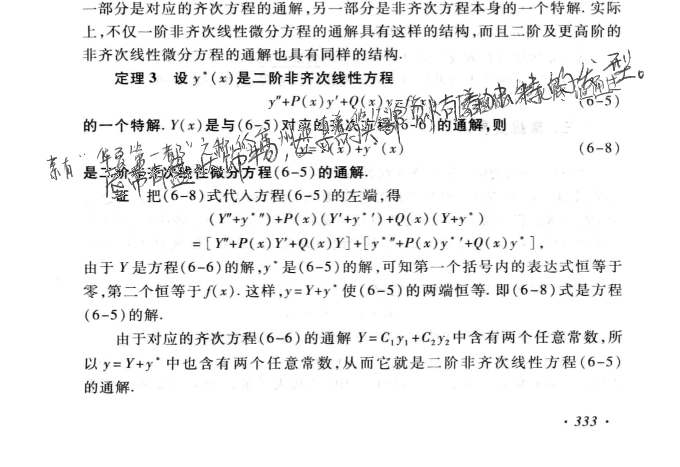 一部分是对应的齐次方程的通解,另一部分是非齐次方程本身的一个特解.实际
上,不仅一阶非齐次线性微分方程的通解具有这样的结构,而且二阶及更高阶的
非齐次线性微分方程的通解也具有同样的结构.
定理3 设 y*(x)是二阶非齐次线性方程
y″+P(x)y′+Q(x)y=f(x) (6-5)
的一个特解.Y(x)是与(6-5)对应的齐次方程(6-6)的通解,则
y=Y(x)+y*(x) (6-8)
素有"华
是二阶非齐次线性微分方程(6-5)的通解.
证 把(6-8)式代人方程(6-5)的左端,得
(Y″+y*″)+P(x)(Y′+y*′)+Q(x)(Y+y*)
=[Y″+P(x)Y′+Q(x)Y]+[y*″+P(x)y*′+Q(x)y*],
由于 Y 是方程(6-6)的解,y*是(6-5)的解,可知第一个括号内的表达式恒等于
零,第二个恒等于 f(x).这样,y=Y+y*使(6-5)的两端恒等.即(6-8)式是方程
(6-5)的解.
由于对应的齐次方程(6-6)的通解 Y=C₁y₁+C₂y₂中含有两个任意常数,所
以 y=Y+y*中也含有两个任意常数,从而它就是二阶非齐次线性方程(6-5)
的通解.
·333·